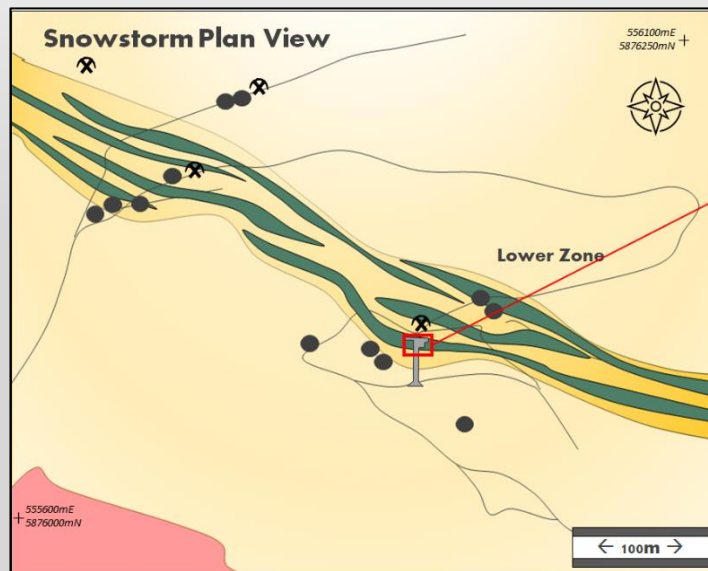 Snowstorm Plan View
556100mE
5876250mN
Lower Zone
555600mE
5876000mN
← 100m →